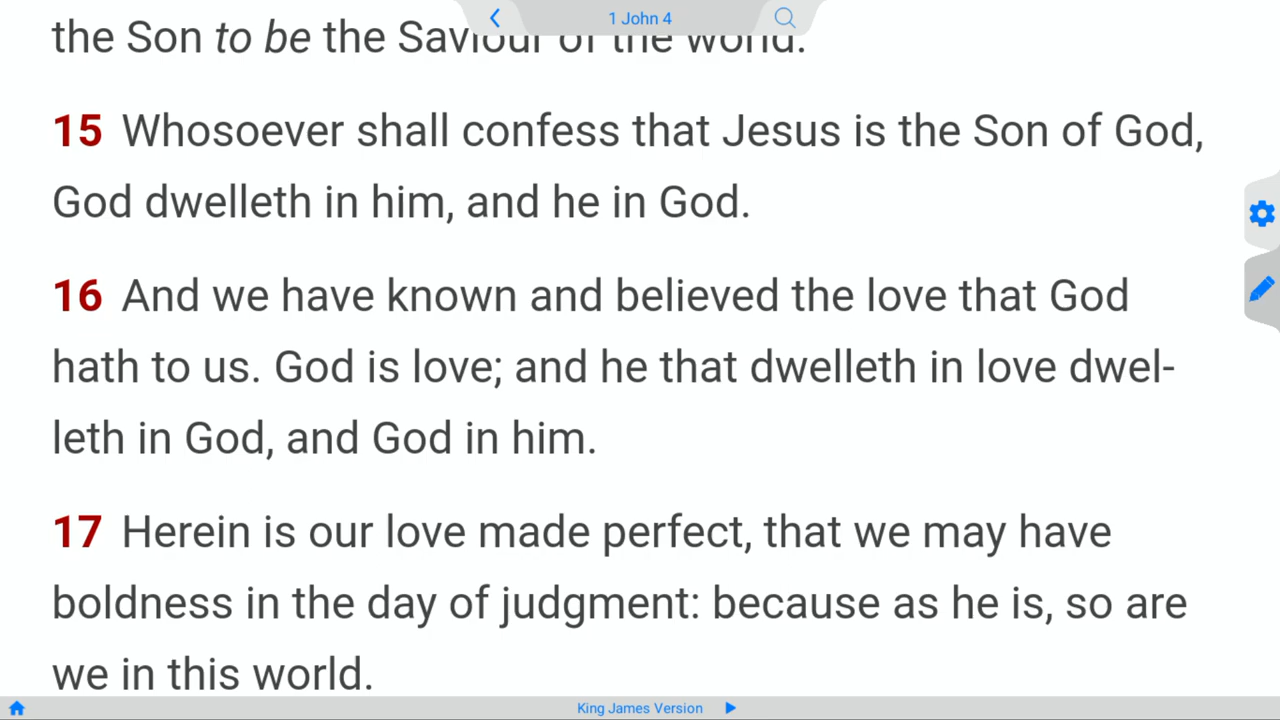 1 John 4
the Son to be the Saviour of the world.
15 Whosoever shall confess that Jesus is the Son of God,
God dwelleth in him, and he in God.
16 And we have known and believed the love that God
hath to us. God is love; and he that dwelleth in love dwel-
leth in God, and God in him.
17 Herein is our love made perfect, that we may have
boldness in the day of judgment: because as he is, so are
we in this world.
King James Version